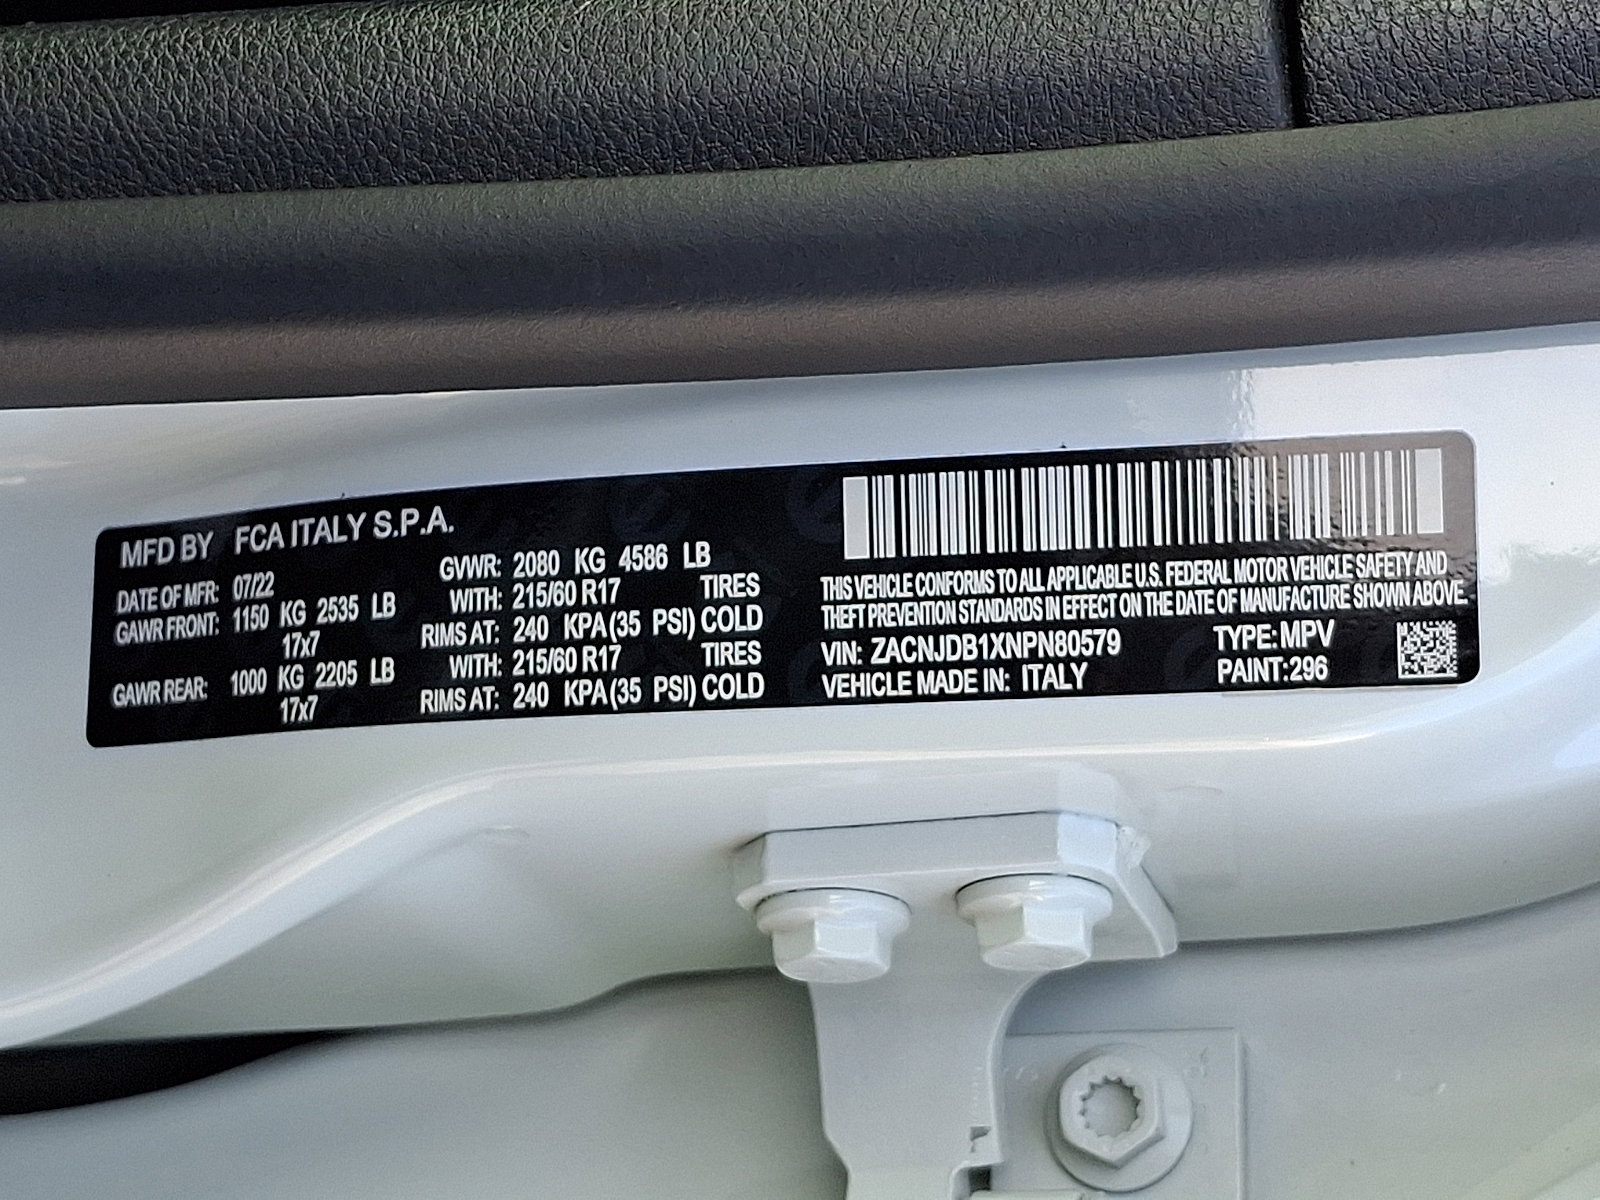 MFD BY FCA ITALY S.P.A.
DATE OF MFR: 07/22 GVWR: 2080 KG 4586 LB
GAWR FRONT: 1150 KG 2535 LB WITH: 215/60 R17 TIRES
17x7 RIMS AT: 240 KPA(35 PSI) COLD
GAWR REAR: 1000 KG 2205 LB WITH: 215/60 R17 TIRES
17x7 RIMS AT: 240 KPA(35 PSI) COLD
THIS VEHICLE CONFORMS TO ALL APPLICABLE U.S. FEDERAL MOTOR VEHICLE SAFETY AND
THEFT PREVENTION STANDARDS IN EFFECT ON THE DATE OF MANUFACTURE SHOWN ABOVE.
VIN: ZACNJDB1XNPN80579 TYPE: MPV
VEHICLE MADE IN: ITALY PAINT:296